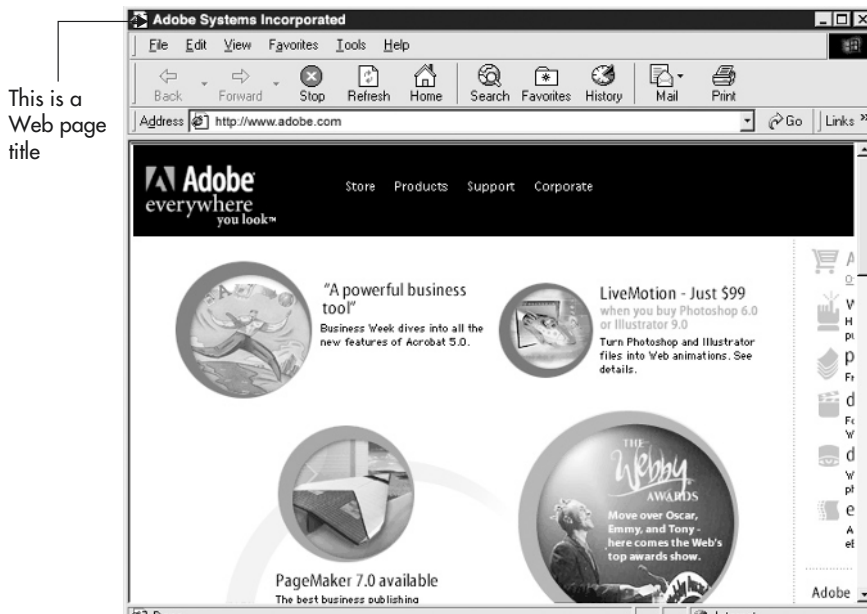 Adobe Systems Incorporated
File Edit View Favorites Tools Help
Back Forward Stop Refresh Home Search Favorites History Mail Print
Address http://www.adobe.com Go Links »
This is a
Web page
title
Adobe
everywhere
you look™
Store Products Support Corporate
"A powerful business
tool"
Business Week dives into all the
new features of Acrobat 5.0.
LiveMotion - Just $99
when you buy Photoshop 6.0
or Illustrator 9.0
Turn Photoshop and Illustrator
files into Web animations. See
details.
THE
Webby
AWARDS
Move over Oscar,
Emmy, and Tony -
here comes the Web's
top awards show.
PageMaker 7.0 available
The best business publishing
Adobe